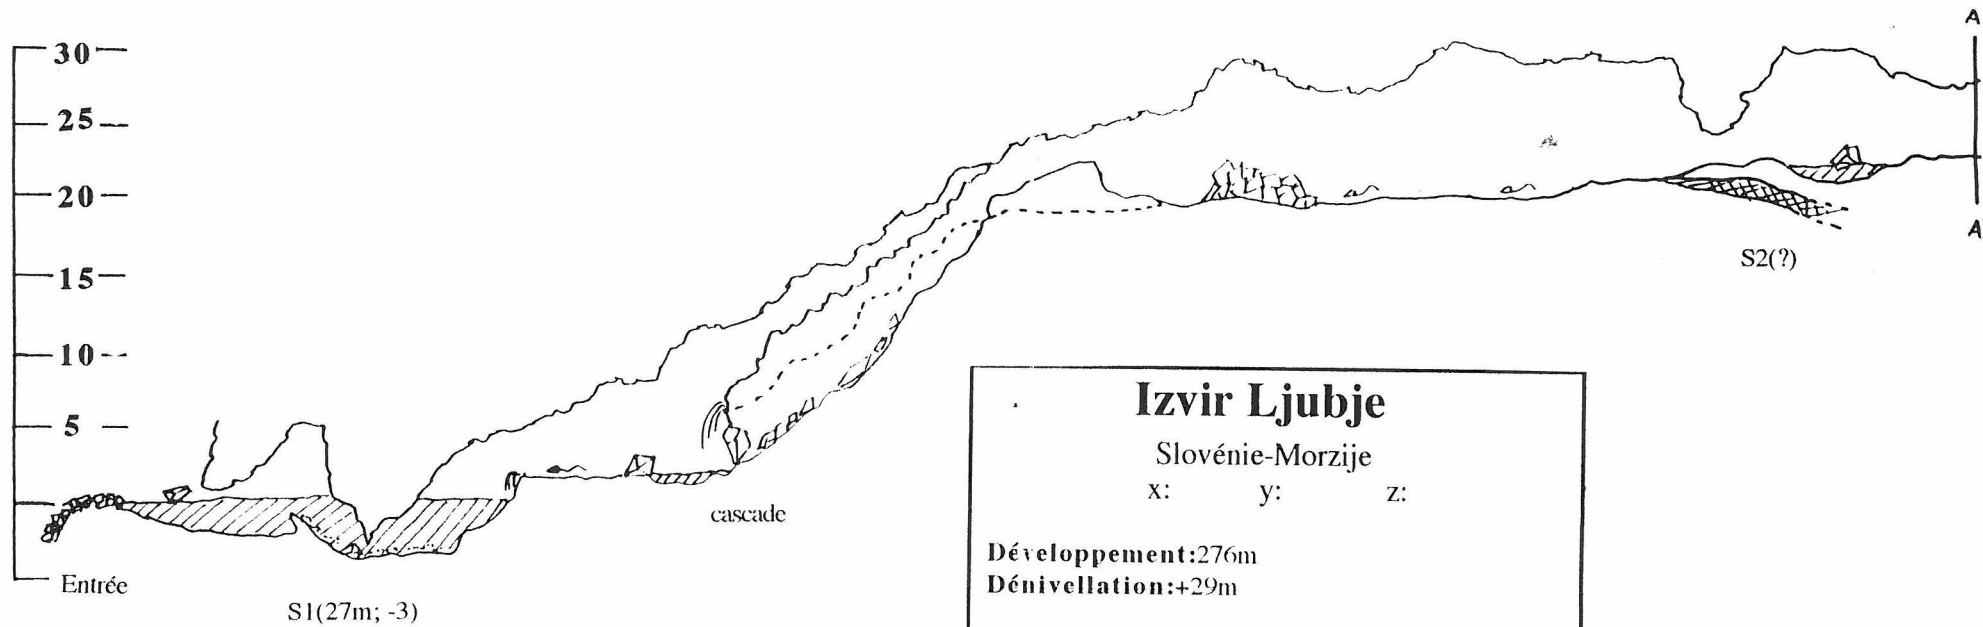 A
30
25
20
15
10
5
Entrée
S1(27m; -3)
cascade
S2(?)
A
Izvir Ljubje
Slovénie-Morzije
x: y: z:
Développement:276m
Dénivellation:+29m